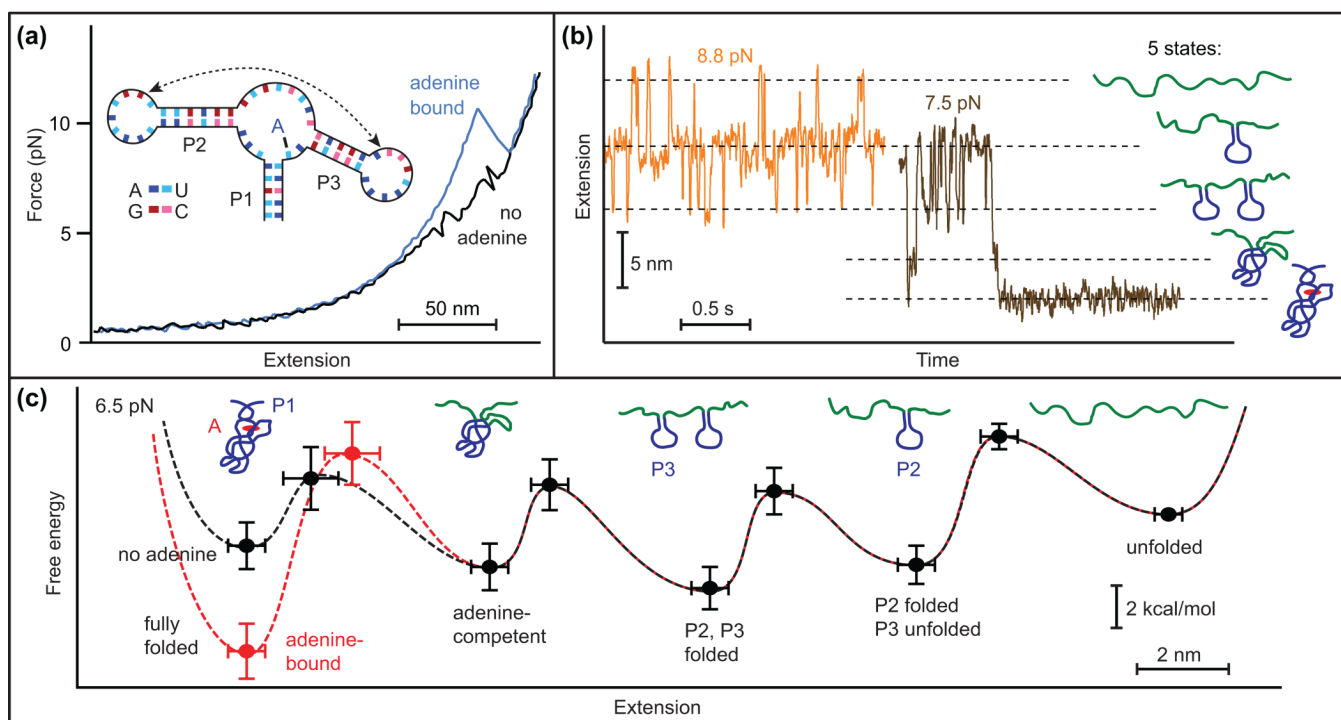 (a)
Force (pN)
10
5
0
adenine
bound
no
adenine
A
P2
P3
P1
A U
G C
50 nm
Extension
(b)
8.8 pN
7.5 pN
5 states:
Extension
5 nm
0.5 s
Time
(c)
6.5 pN
A
P1
P3
P2
Free energy
no adenine
fully
folded
adenine-
bound
adenine-
competent
P2, P3
folded
P2 folded
P3 unfolded
unfolded
2 kcal/mol
2 nm
Extension